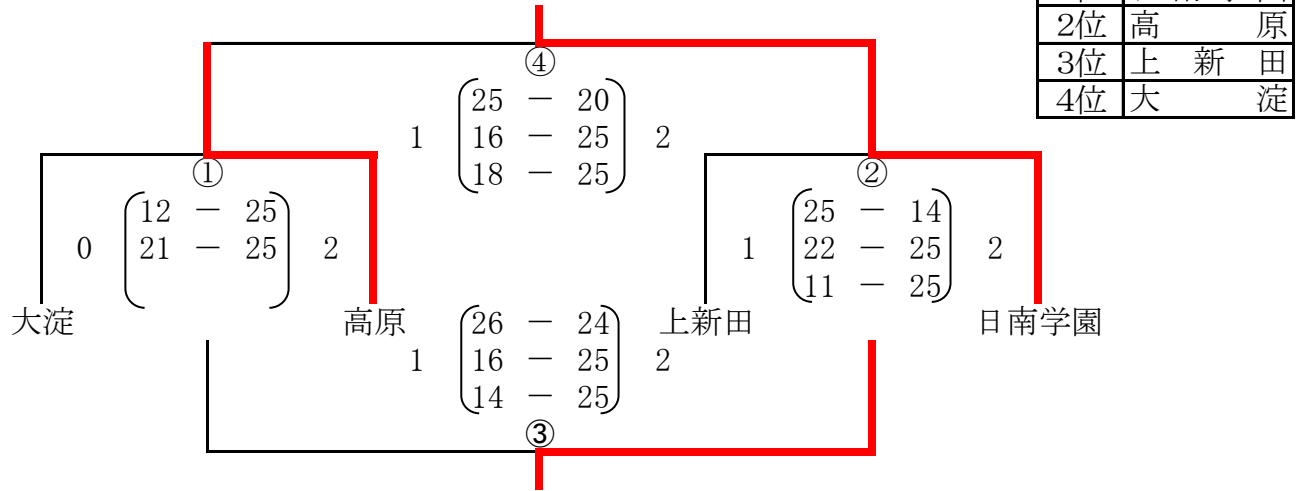 2位 高原
3位 上新田
4位 大淀
④
25 － 20
1 16 － 25 2
18 － 25
①
12 － 25
0 21 － 25 2
②
25 － 14
1 22 － 25 2
11 － 25
大淀 高原 上新田 日南学園
26 － 24
1 16 － 25 2
14 － 25
③